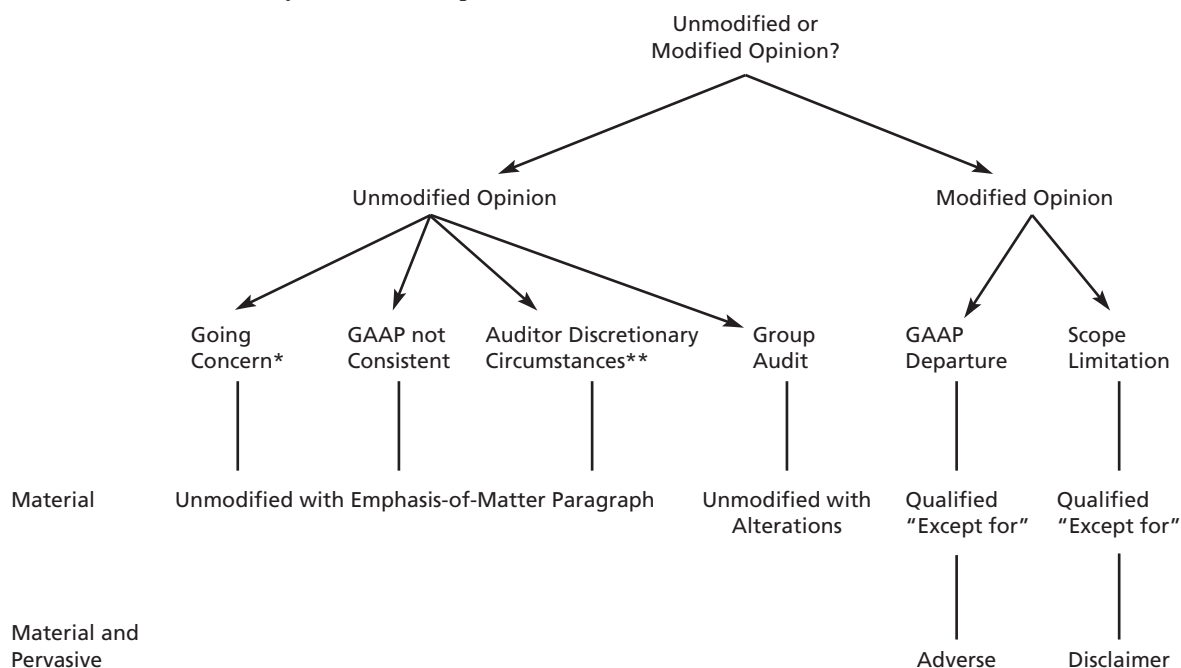 Unmodified or
Modified Opinion?
Unmodified Opinion
Modified Opinion
Going
Concern*
GAAP not
Consistent
Auditor Discretionary
Circumstances**
Group
Audit
GAAP
Departure
Scope
Limitation
Material
Unmodified with Emphasis-of-Matter Paragraph
Unmodified with
Alterations
Qualified
“Except for”
Qualified
“Except for”
Material and
Pervasive
Adverse
Disclaimer